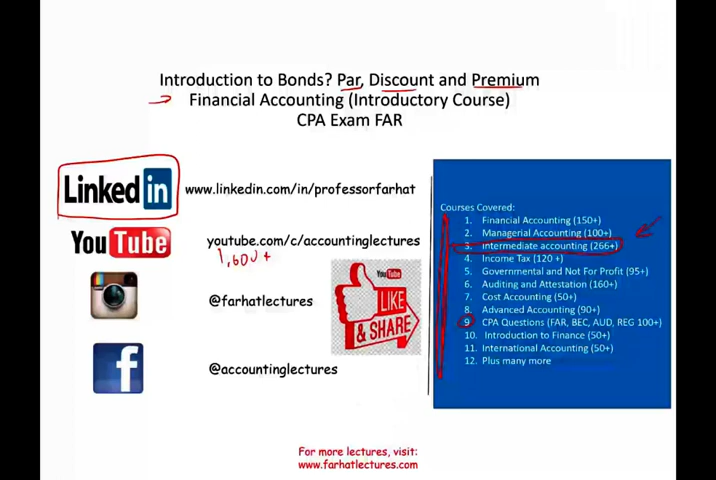 Introduction to Bonds? Par, Discount and Premium
Financial Accounting (Introductory Course)
CPA Exam FAR
Linked in
www.linkedin.com/in/professorfarhat
YouTube
youtube.com/c/accountinglectures
1,600+
@farhatlectures
YouTube
LIKE
& SHARE
@accountinglectures
Courses Covered:
1. Financial Accounting (150+)
2. Managerial Accounting (100+)
3. Intermediate accounting (266+)
4. Income Tax (120 +)
5. Governmental and Not For Profit (95+)
6. Auditing and Attestation (160+)
7. Cost Accounting (50+)
8. Advanced Accounting (90+)
9. CPA Questions (FAR, BEC, AUD, REG 100+)
10. Introduction to Finance (50+)
11. International Accounting (50+)
12. Plus many more
For more lectures, visit:
www.farhatlectures.com